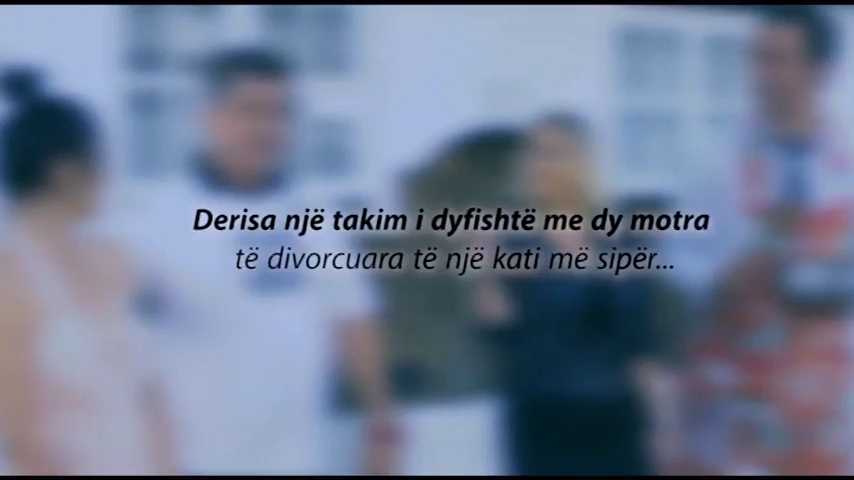 Derisa një takim i dyfishtë me dy motra
të divorcuara të një kati më sipër...